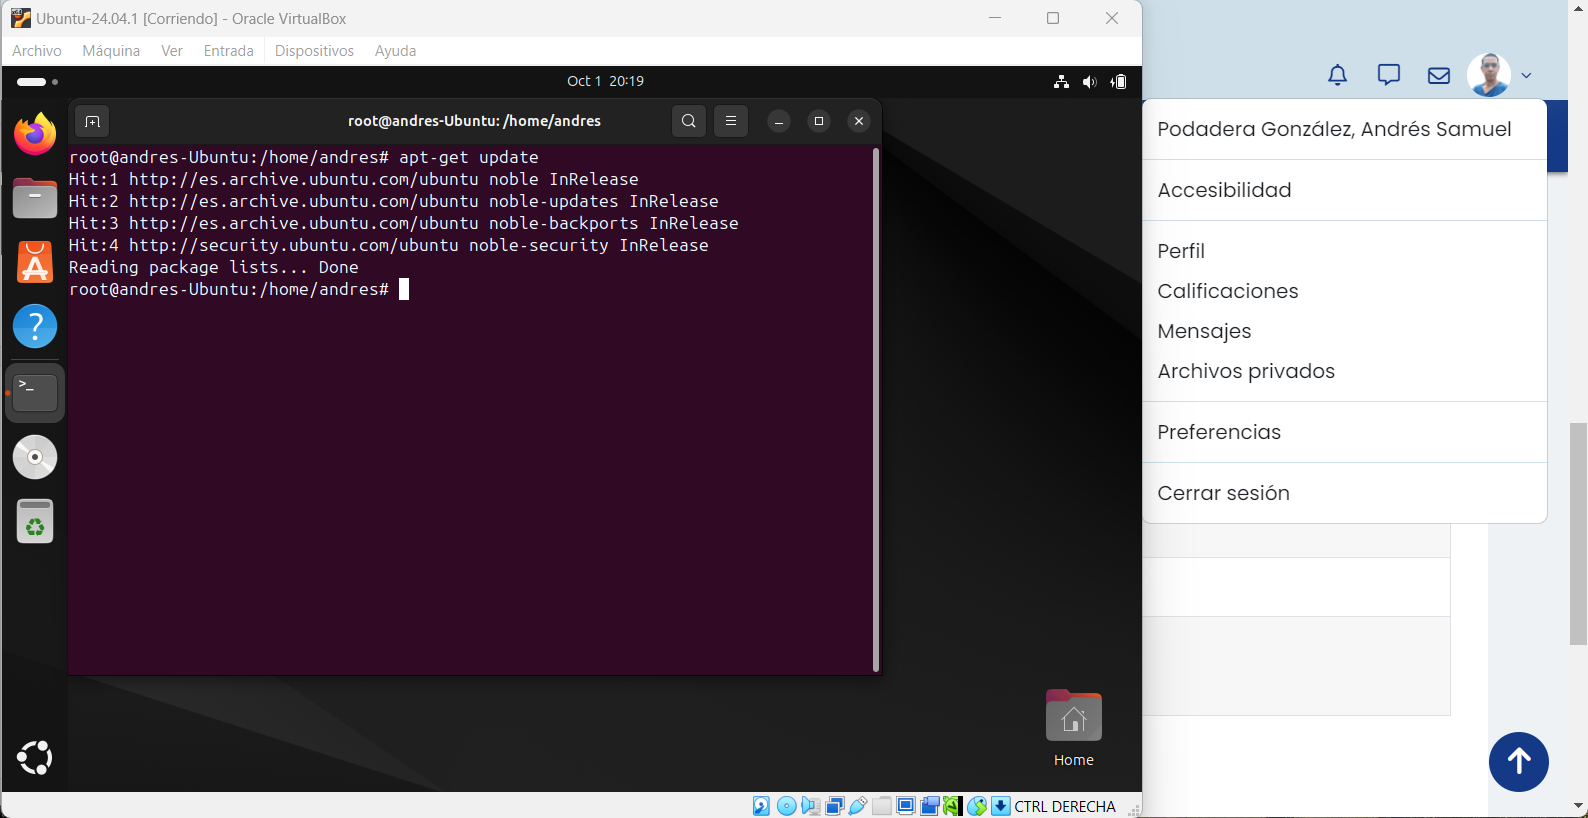 Ubuntu-24.04.1 [Corriendo] - Oracle VirtualBox
Archivo Máquina Ver Entrada Dispositivos Ayuda
Oct 1 20:19
root@andres-Ubuntu: /home/andres
root@andres-Ubuntu:/home/andres# apt-get update
Hit:1 http://es.archive.ubuntu.com/ubuntu noble InRelease
Hit:2 http://es.archive.ubuntu.com/ubuntu noble-updates InRelease
Hit:3 http://es.archive.ubuntu.com/ubuntu noble-backports InRelease
Hit:4 http://security.ubuntu.com/ubuntu noble-security InRelease
Reading package lists... Done
root@andres-Ubuntu:/home/andres#
Home
CTRL DERECHA
Podadera González, Andrés Samuel
Accesibilidad
Perfil
Calificaciones
Mensajes
Archivos privados
Preferencias
Cerrar sesión